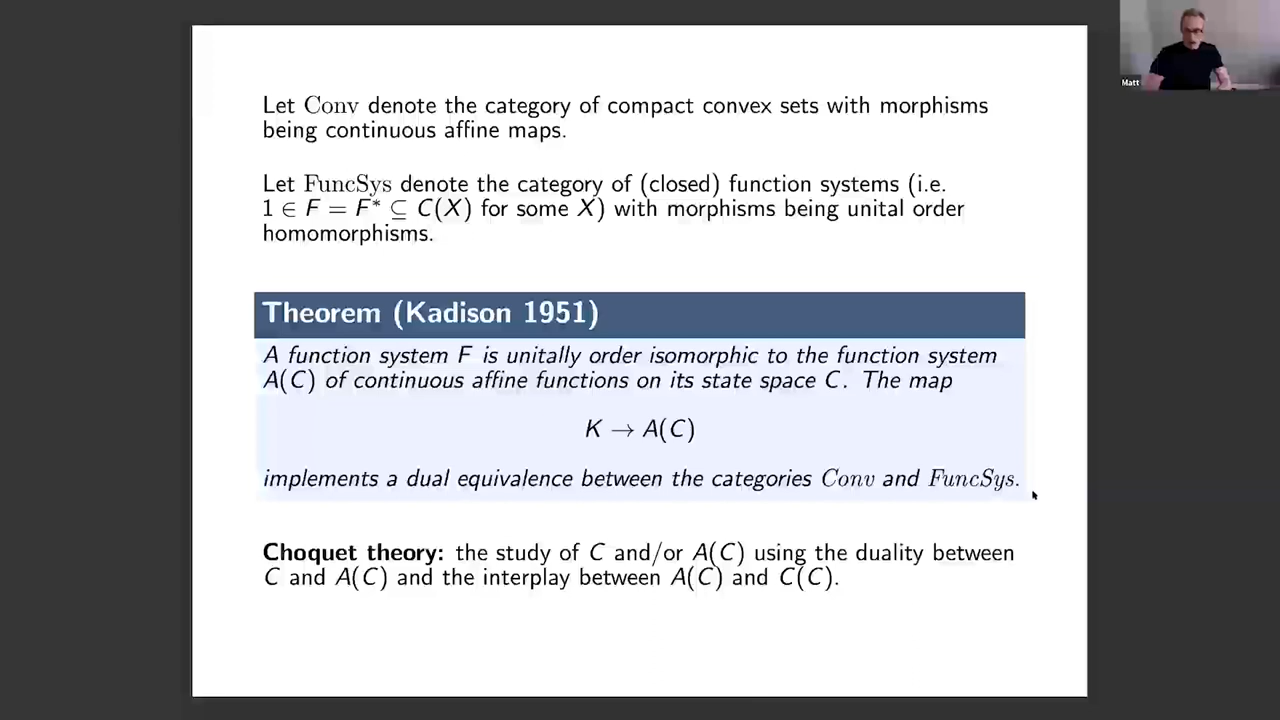 Let Conv denote the category of compact convex sets with morphisms
being continuous affine maps.
Let FuncSys denote the category of (closed) function systems (i.e.
1 ∈ F = F* ⊆ C(X) for some X) with morphisms being unital order
homomorphisms.
Theorem (Kadison 1951)
A function system F is unitally order isomorphic to the function system
A(C) of continuous affine functions on its state space C. The map
K → A(C)
implements a dual equivalence between the categories Conv and FuncSys.
Choquet theory: the study of C and/or A(C) using the duality between
C and A(C) and the interplay between A(C) and C(C).
Matt